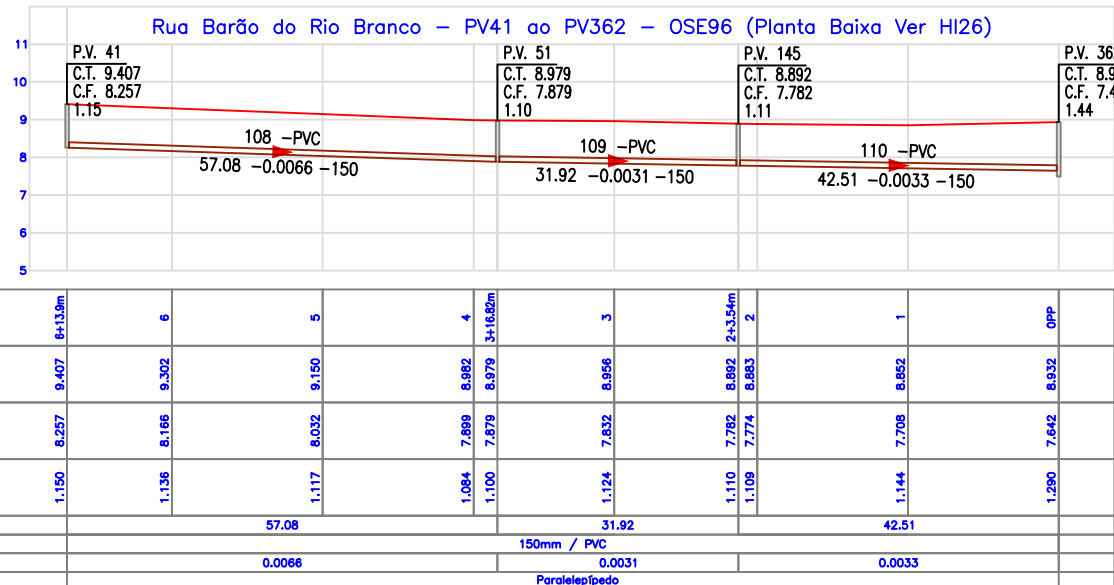 Rua Barão do Rio Branco - PV41 ao PV362 - OSE96 (Planta Baixa Ver HI26)
11
10
9
8
7
6
5
P.V. 41
C.T. 9.407
C.F. 8.257
1.15
P.V. 51
C.T. 8.979
C.F. 7.879
1.10
P.V. 145
C.T. 8.892
C.F. 7.782
1.11
P.V. 36
C.T. 8.9
C.F. 7.4
1.44
108 -PVC
57.08 -0.0066 -150
109 -PVC
31.92 -0.0031 -150
110 -PVC
42.51 -0.0033 -150
6+13.9m 6 5 4 3+16.82m 3 2+3.54m 2 1 0PP
9.407 9.302 9.150 8.982 8.979 8.956 8.892 8.883 8.852 8.932
8.257 8.166 8.032 7.899 7.879 7.832 7.782 7.774 7.708 7.642
1.150 1.136 1.117 1.084 1.100 1.124 1.110 1.109 1.144 1.290
57.08 31.92 42.51
150mm / PVC
0.0066 0.0031 0.0033
Paralelepípedo